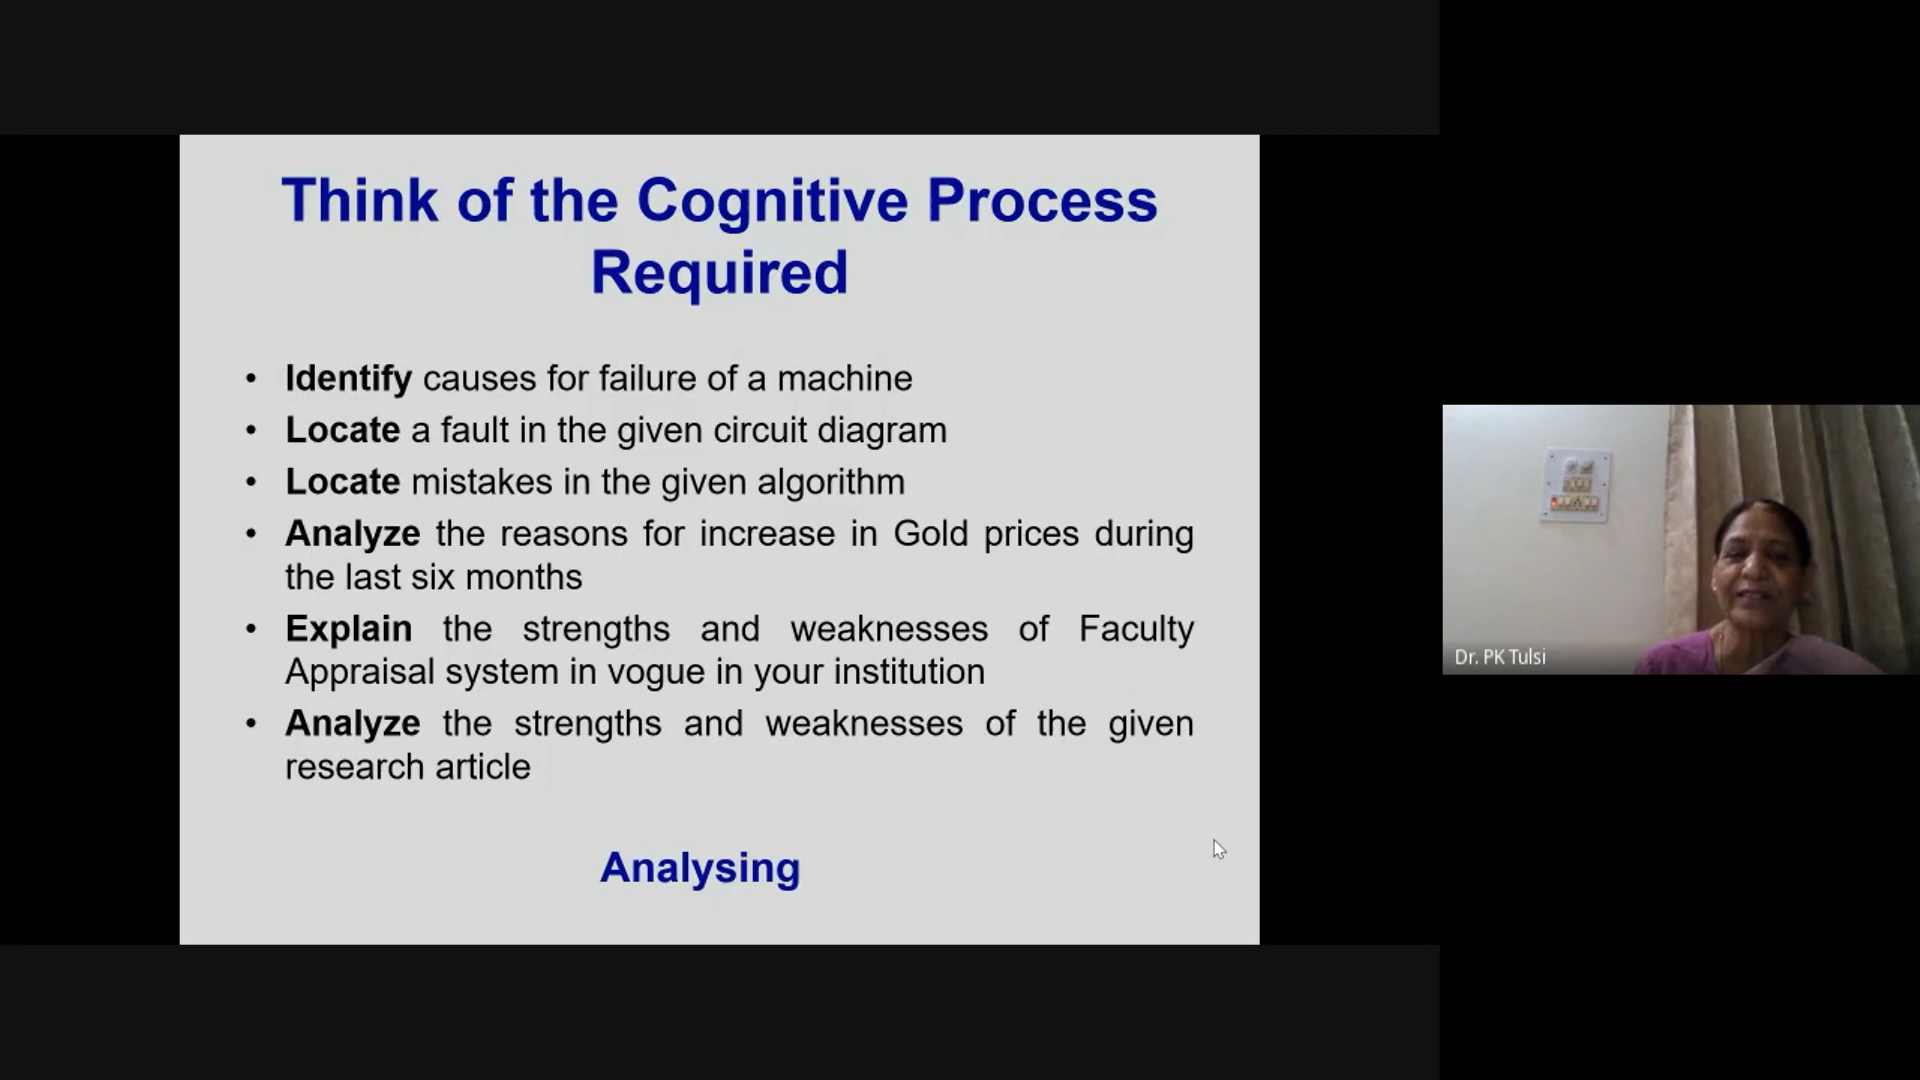 Think of the Cognitive Process
Required
• Identify causes for failure of a machine
• Locate a fault in the given circuit diagram
• Locate mistakes in the given algorithm
• Analyze the reasons for increase in Gold prices during
the last six months
• Explain the strengths and weaknesses of Faculty
Appraisal system in vogue in your institution
• Analyze the strengths and weaknesses of the given
research article
Analysing
Dr. PK Tulsi